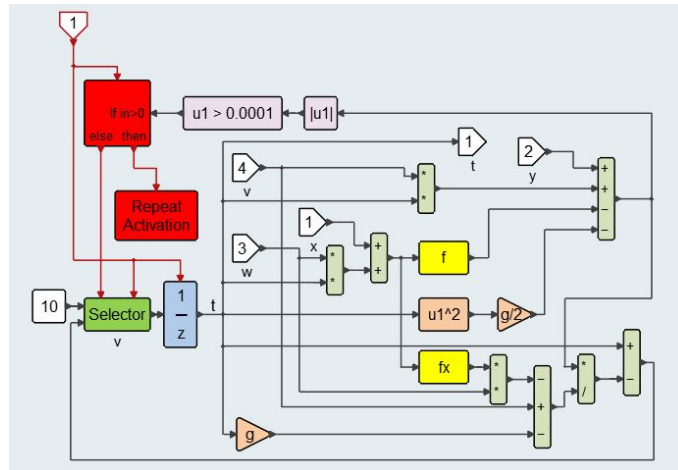 1
If in>0
else then
u1 > 0.0001
|u1|
Repeat
Activation
4
v
1
t
2
y
*
*
+
+
−
−
1
x
3
w
*
*
+
+
f
10
Selector
v
1
z
t
u1^2
g/2
fx
*
*
−
+
−
*
/
+
−
g